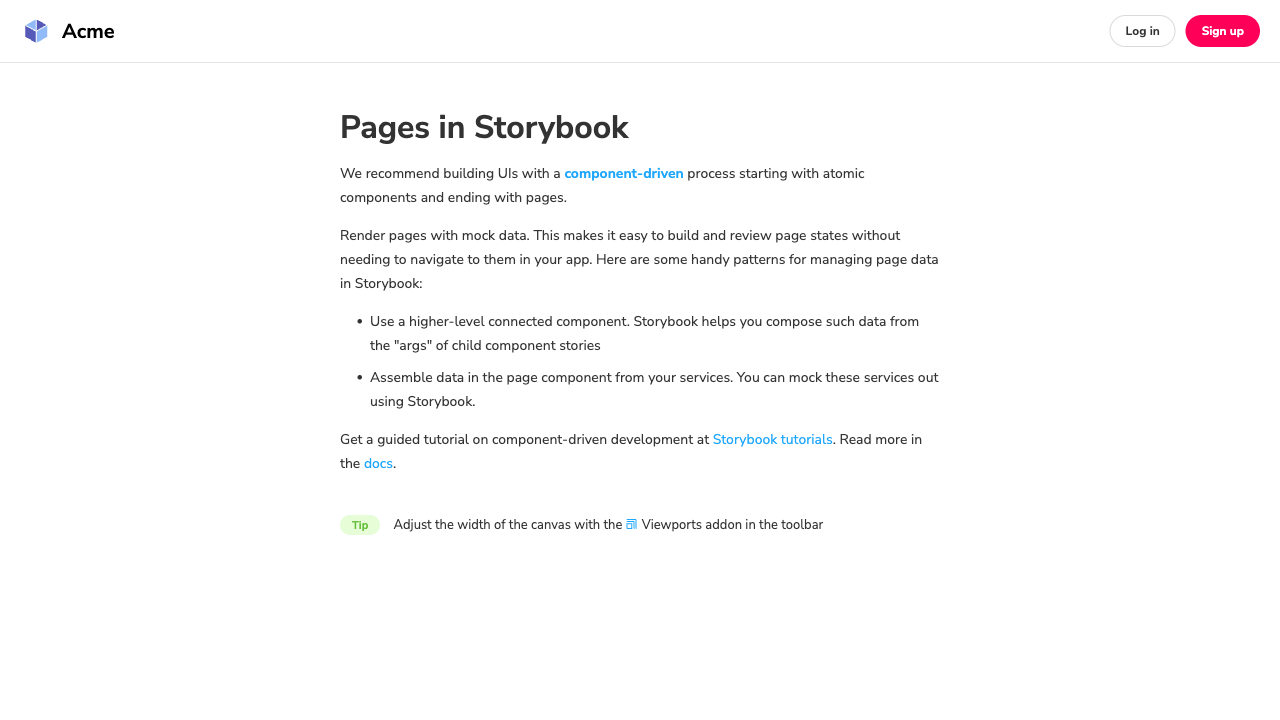 Acme
Log in
Sign up
Pages in Storybook
We recommend building UIs with a component-driven process starting with atomic
components and ending with pages.
Render pages with mock data. This makes it easy to build and review page states without
needing to navigate to them in your app. Here are some handy patterns for managing page data
in Storybook:
• Use a higher-level connected component. Storybook helps you compose such data from
the "args" of child component stories
• Assemble data in the page component from your services. You can mock these services out
using Storybook.
Get a guided tutorial on component-driven development at Storybook tutorials. Read more in
the docs.
Tip Adjust the width of the canvas with the Viewports addon in the toolbar